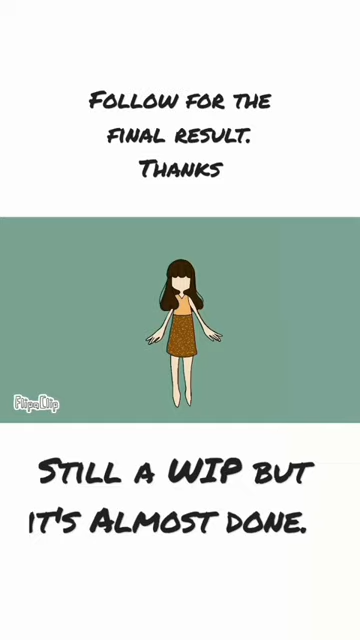 Follow for the
final result.
Thanks
FlipaClip
Still a WIP but
it's Almost done.